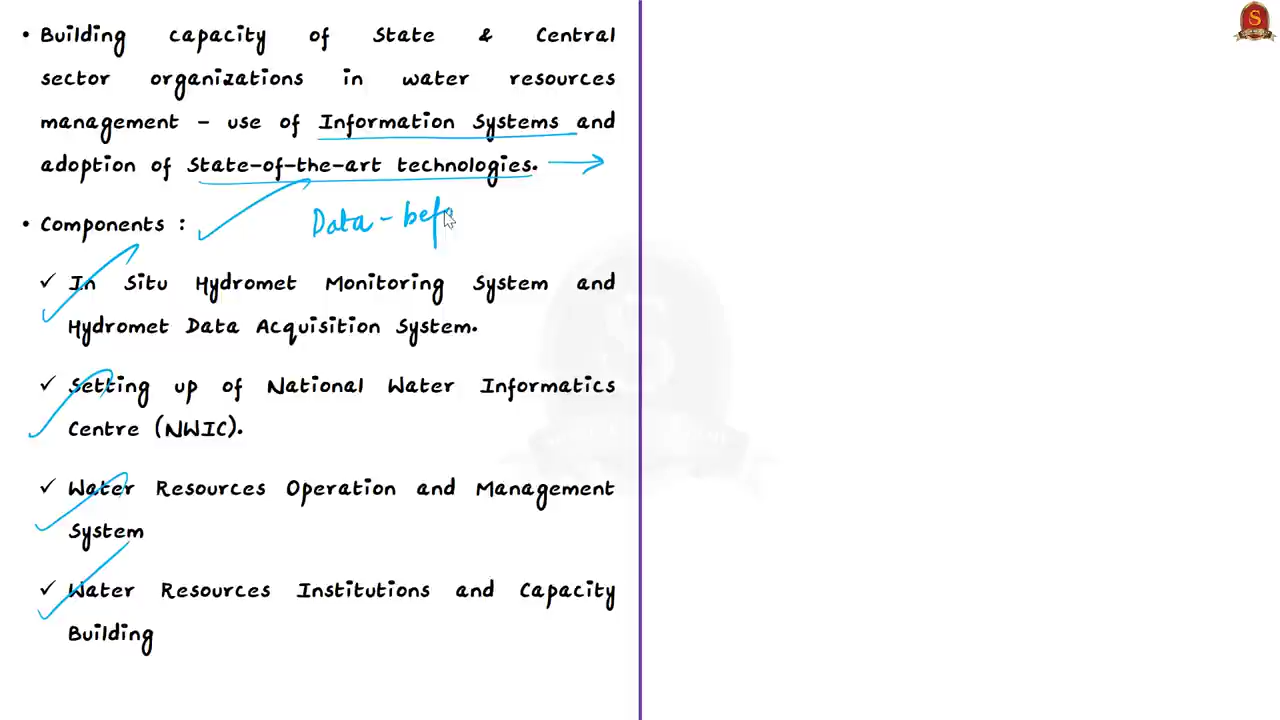 • Building capacity of State & Central
sector organizations in water resources
management - use of Information Systems and
adoption of State-of-the-art technologies. →
• Components :
Data - bef
✓ In Situ Hydromet Monitoring System and
Hydromet Data Acquisition System.
✓ Setting up of National Water Informatics
Centre (NWIC).
✓ Water Resources Operation and Management
System
✓ Water Resources Institutions and Capacity
Building